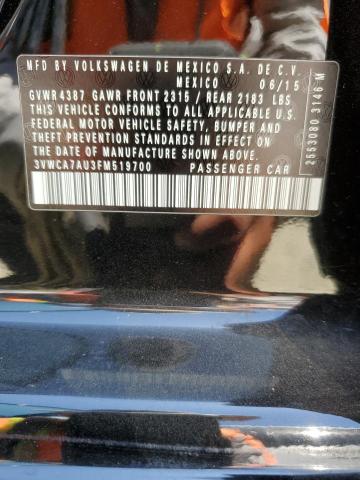 MFD BY VOLKSWAGEN DE MEXICO S.A. DE C.V.
MEXICO 06/15
GVWR 4387 GAWR FRONT 2315 / REAR 2183 LBS
THIS VEHICLE CONFORMS TO ALL APPLICABLE U.S.
FEDERAL MOTOR VEHICLE SAFETY, BUMPER AND
THEFT PREVENTION STANDARDS IN EFFECT ON
THE DATE OF MANUFACTURE SHOWN ABOVE.
3VWCA7AU3FM519700 PASSENGER CAR
2553080 3146 M